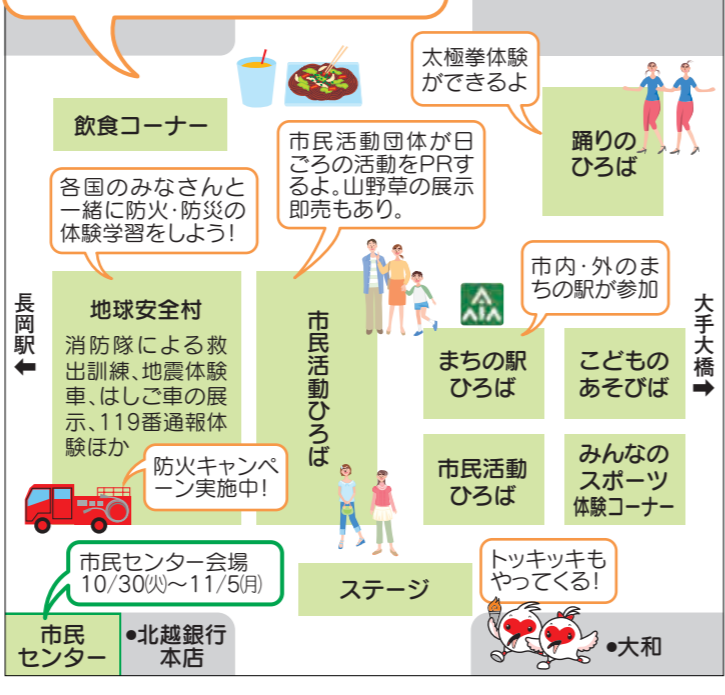 太極拳体験
ができるよ
飲食コーナー
踊りの
ひろば
市民活動団体が日
ごろの活動をPRす
るよ。山野草の展示
即売もあり。
各国のみなさんと
一緒に防火・防災の
体験学習をしよう!
市内・外のま
ちの駅が参加
長岡駅
⬅
地球安全村
消防隊による救
出訓練、地震体験
車、はしご車の展
示、119番通報体
験ほか
市民活動ひろば
まちの駅
ひろば
こどもの
あそびば
大手大橋
➡
防火キャンペ
ーン実施中!
市民活動
ひろば
みんなの
スポーツ
体験コーナー
市民センター会場
10/30㈫〜11/5㈪
ステージ
トッキッキも
やってくる!
市民
センター
●北越銀行
本店
●大和